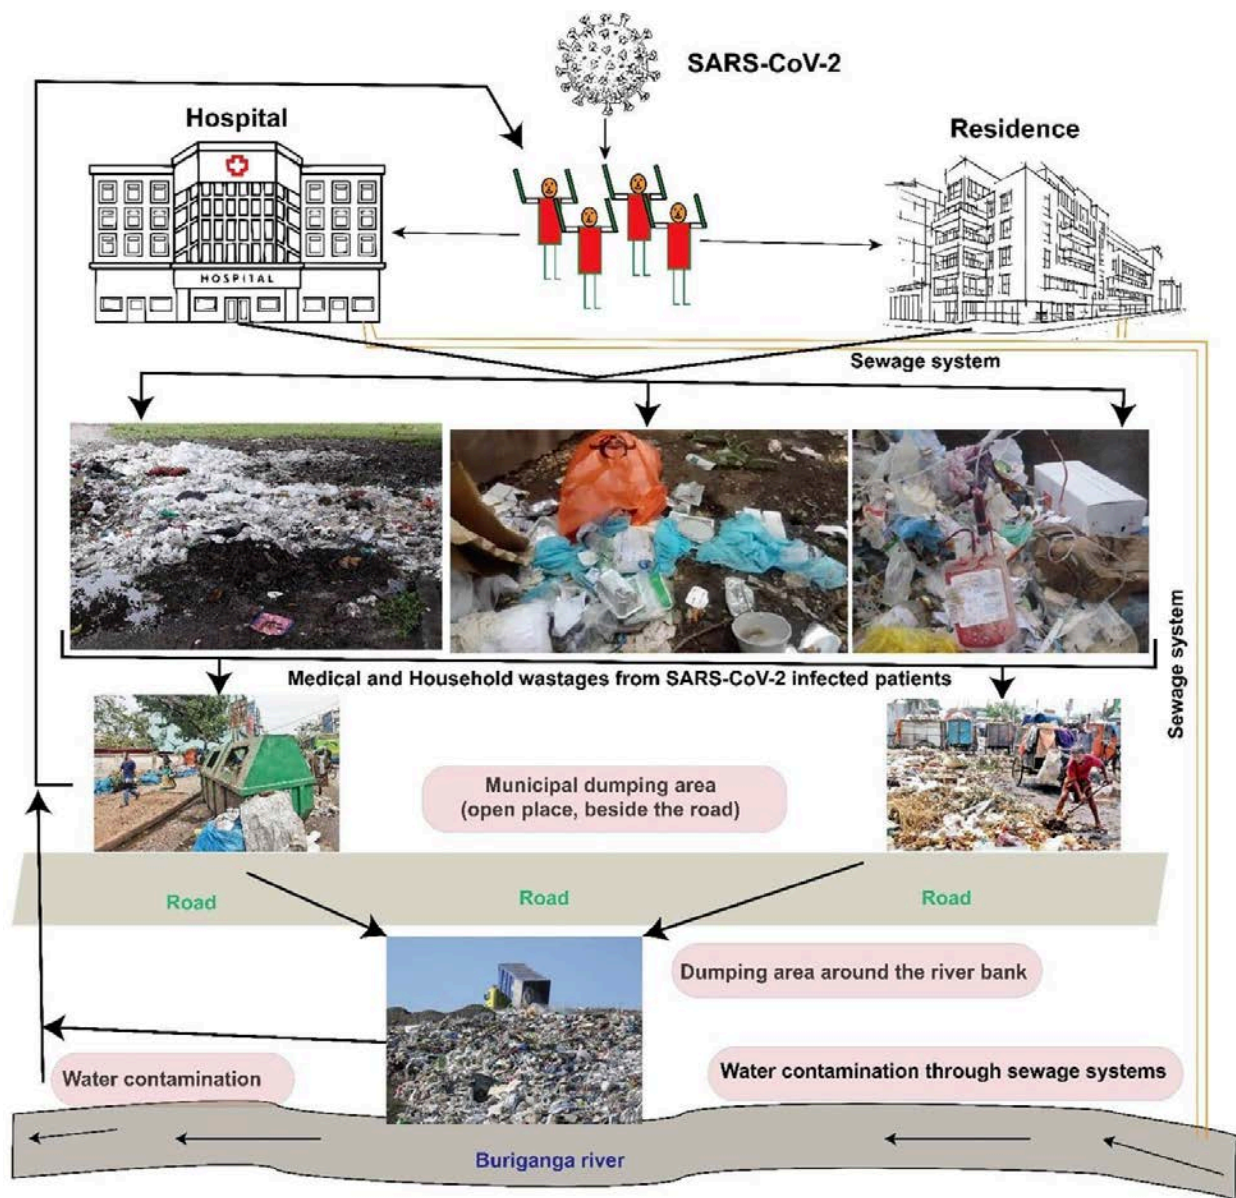 SARS-CoV-2
Hospital
Residence
HOSPITAL
Sewage system
Sewage system
Medical and Household wastages from SARS-CoV-2 infected patients
Municipal dumping area
(open place, beside the road)
Road
Road
Road
Dumping area around the river bank
Water contamination
Water contamination through sewage systems
Buriganga river